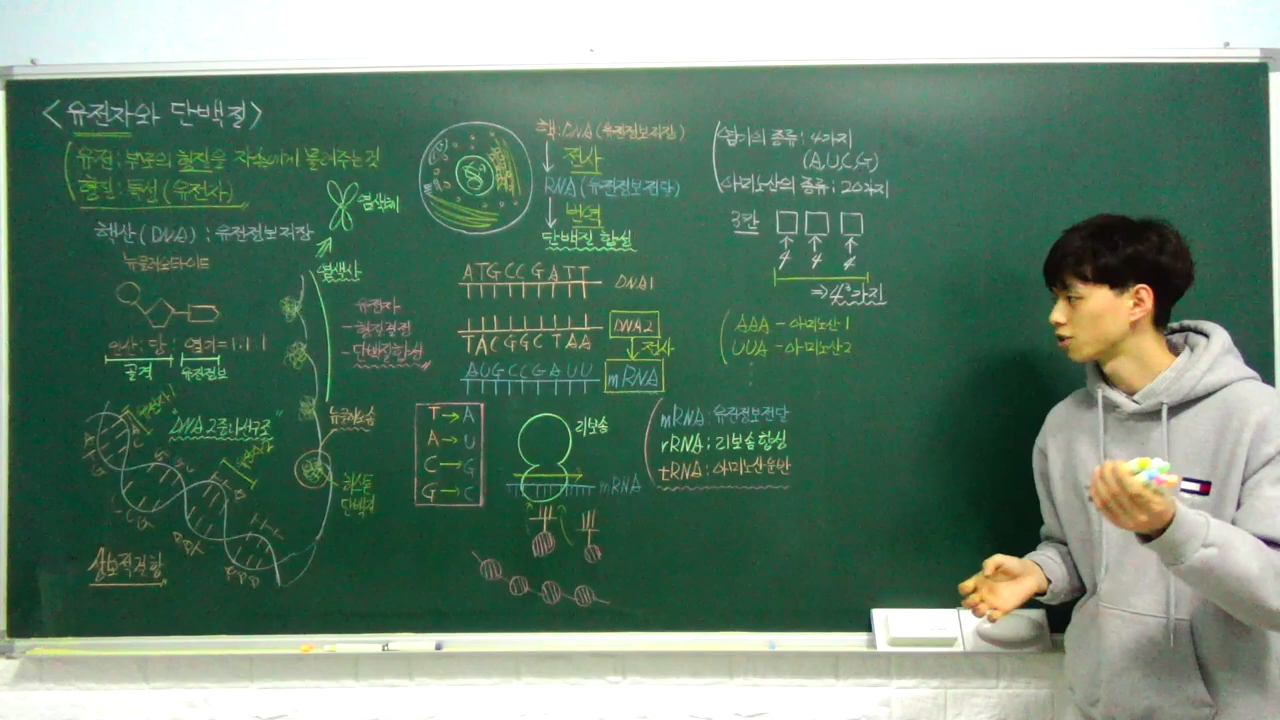 <유전자와 단백질>
유전: 부모의 형질을 자손에게 물려주는것
형질: 특성 (유전자)
핵산(DNA) : 유전정보저장
뉴클레오타이드
인산: 당: 염기=1:1:1
골격 유전정보
"DNA 2중나선구조"
상보적결합
염색체
염색사
유전자
-형질결정
-단백질합성
뉴클레오솜
히스톤
단백질
핵:DNA (유전정보저장)
전사
RNA (유전정보전달)
번역
단백질 합성
ATGCCGATT DNA1
DNA2
TACGGCTAA
전사
AUGCCGAUU mRNA
T→A
A→U
C→G
G→C
리보솜
mRNA
염기의 종류: 4가지
(A,U,C,G)
아미노산의 종류: 20가지
3칸
4 4 4
⇒4³가지
AAA - 아미노산1
UUA - 아미노산2
mRNA: 유전정보전달
rRNA: 리보솜형성
tRNA: 아미노산운반